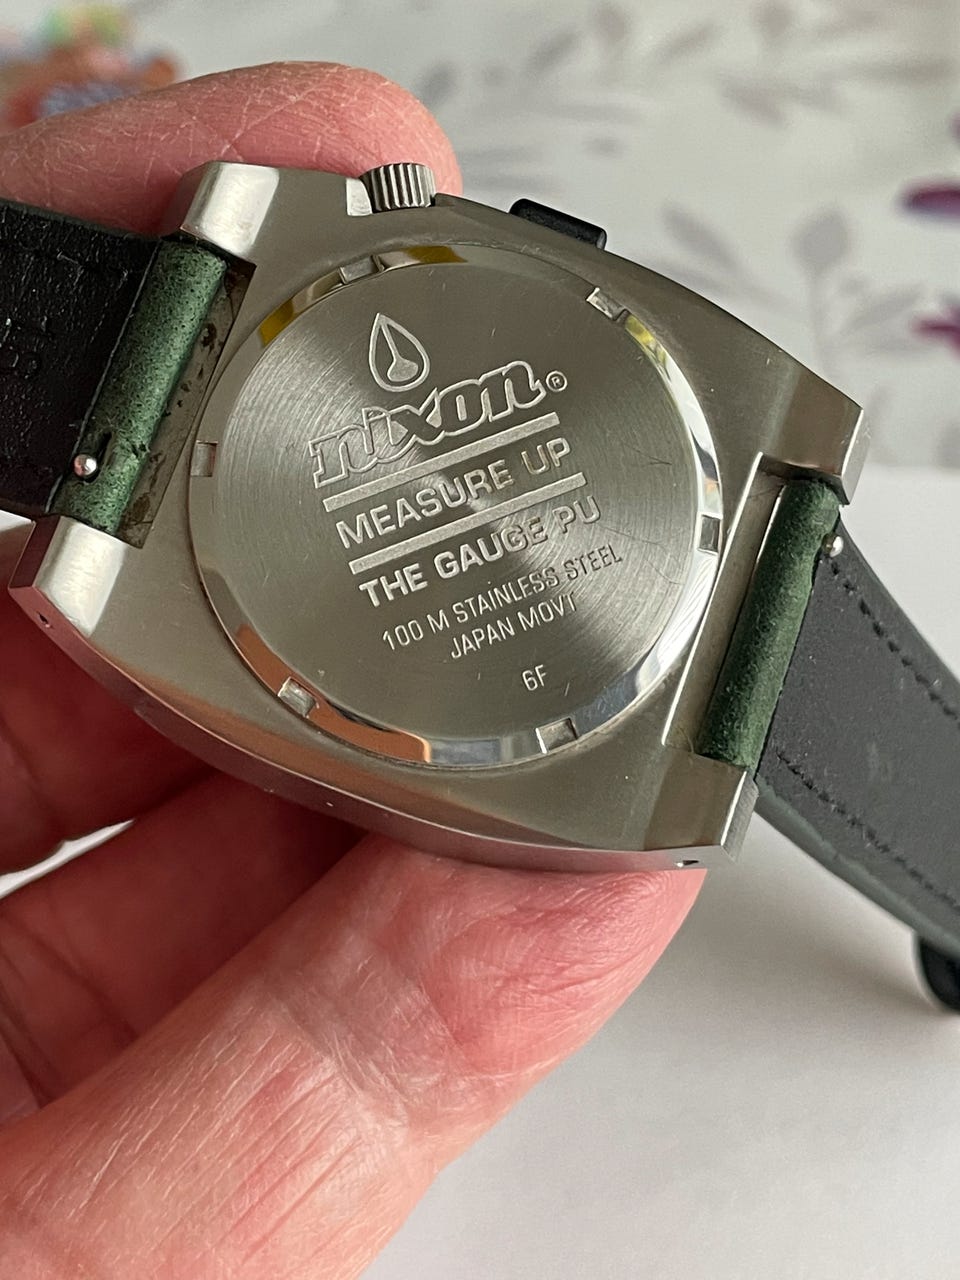 nixon®
MEASURE UP
THE GAUGE PU
100 M STAINLESS STEEL
JAPAN MOVT
6F